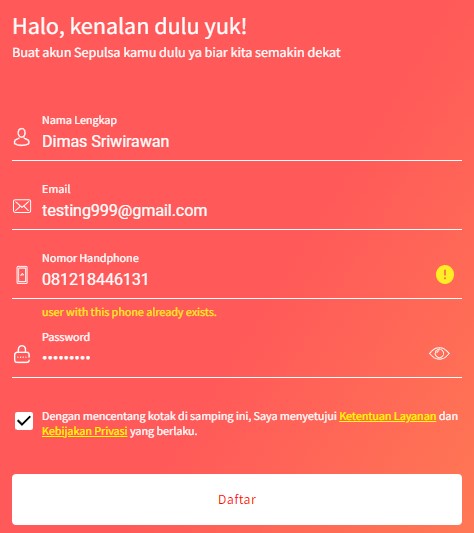 Halo, kenalan dulu yuk!
Buat akun Sepulsa kamu dulu ya biar kita semakin dekat
Nama Lengkap
Dimas Sriwirawan
Email
testing999@gmail.com
Nomor Handphone
081218446131
!
user with this phone already exists.
Password
•••••••••
Dengan mencentang kotak di samping ini, Saya menyetujui Ketentuan Layanan dan
Kebijakan Privasi yang berlaku.
Daftar